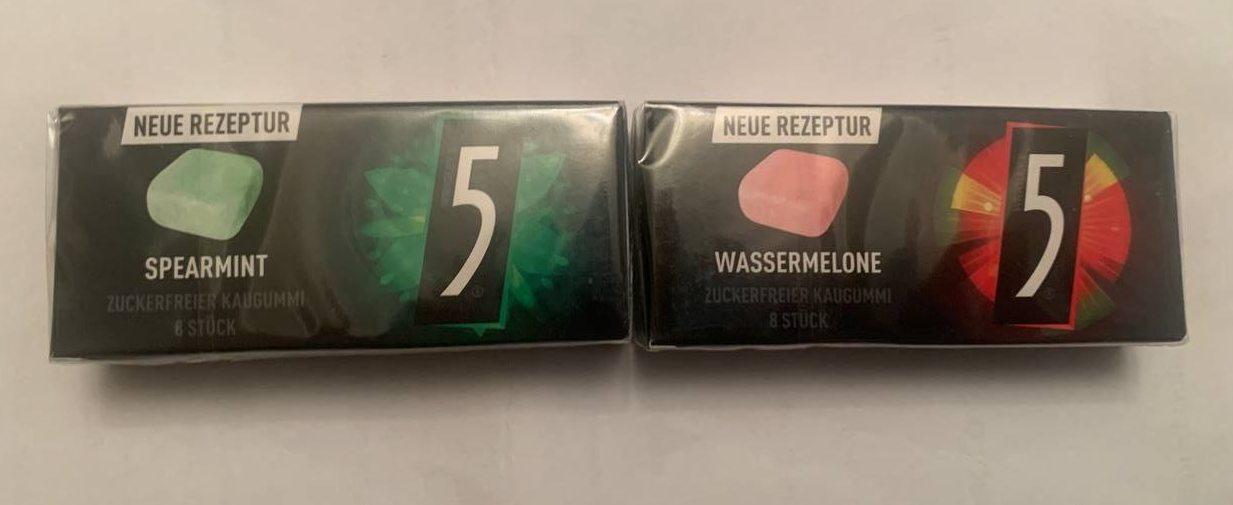 NEUE REZEPTUR
SPEARMINT
ZUCKERFREIER KAUGUMMI
8 STÜCK
5
NEUE REZEPTUR
WASSERMELONE
ZUCKERFREIER KAUGUMMI
8 STÜCK
5